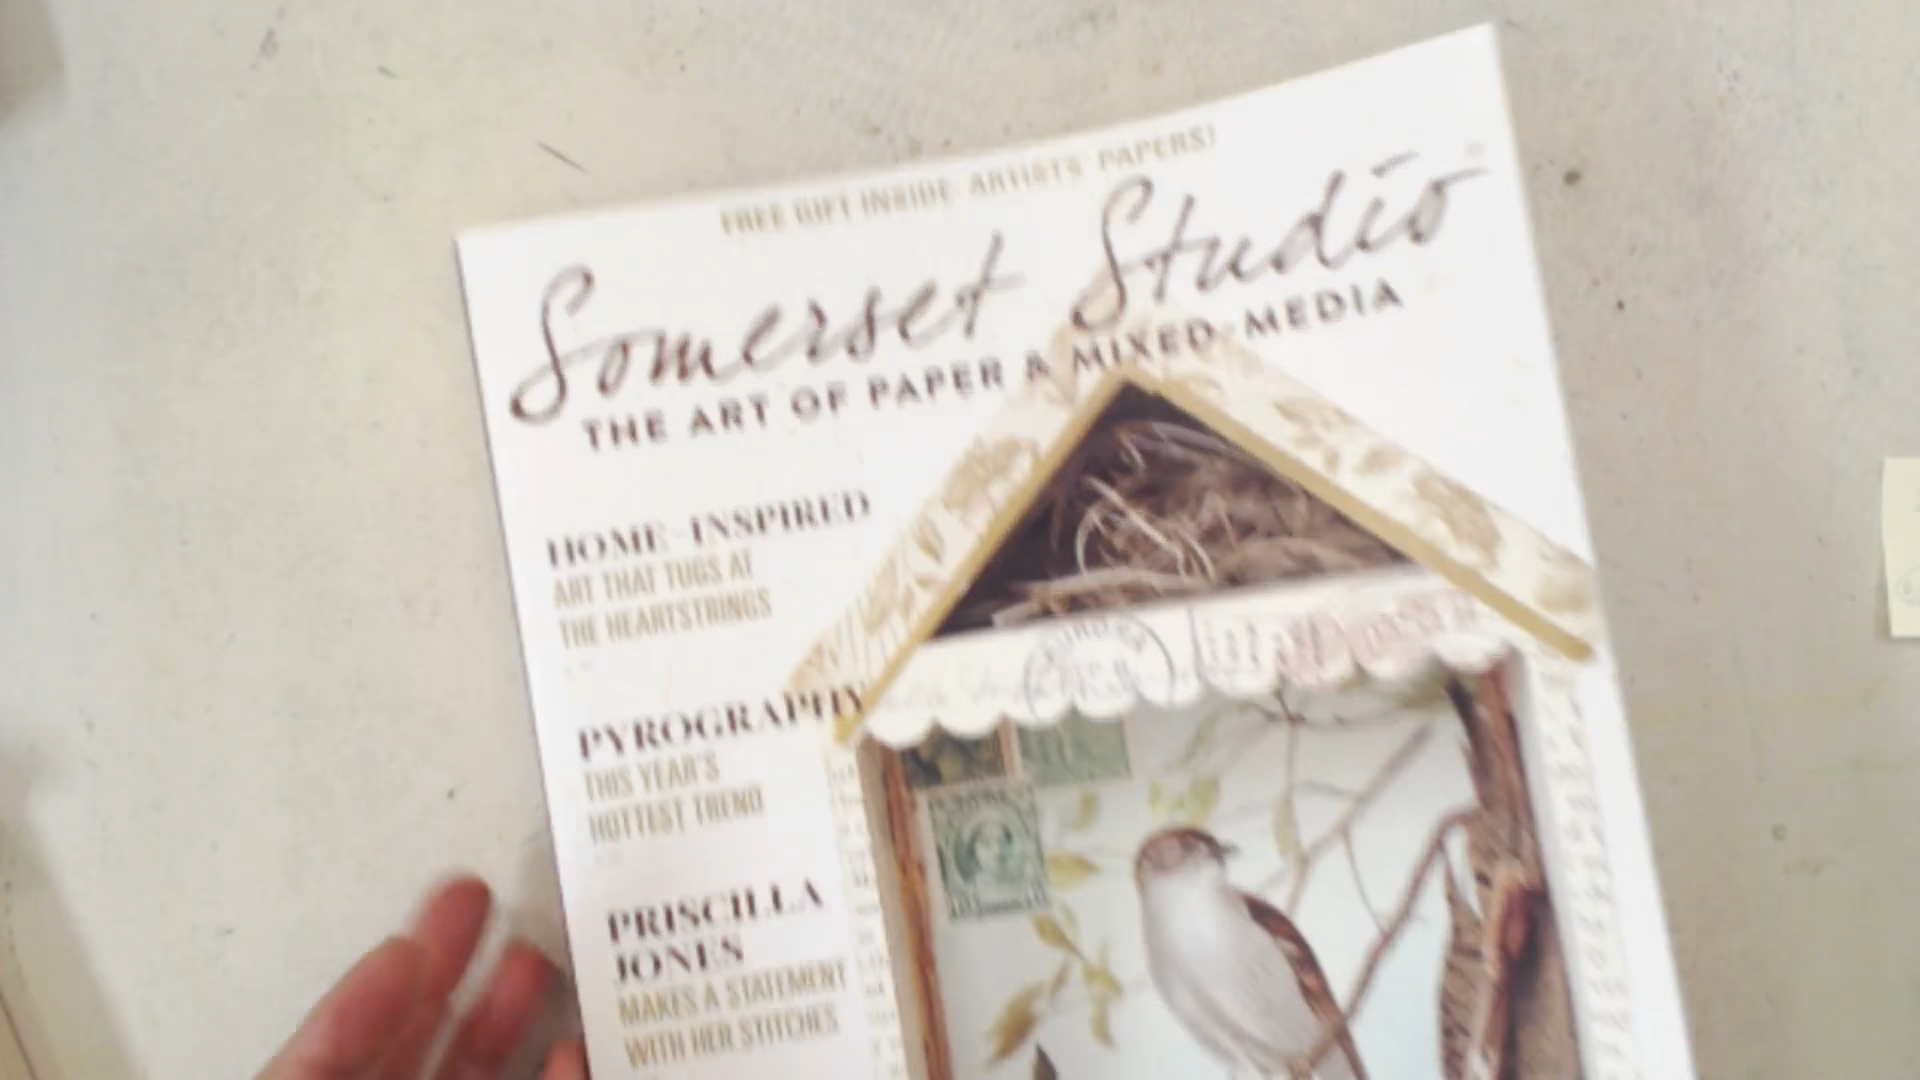 FREE GIFT INSIDE: ARTISTS' PAPERS!
Somerset Studio
THE ART OF PAPER & MIXED-MEDIA
HOME-INSPIRED
ART THAT TUGS AT
THE HEARTSTRINGS
PYROGRAPHY
THIS YEAR'S
HOTTEST TREND
PRISCILLA
JONES
MAKES A STATEMENT
WITH HER STITCHES